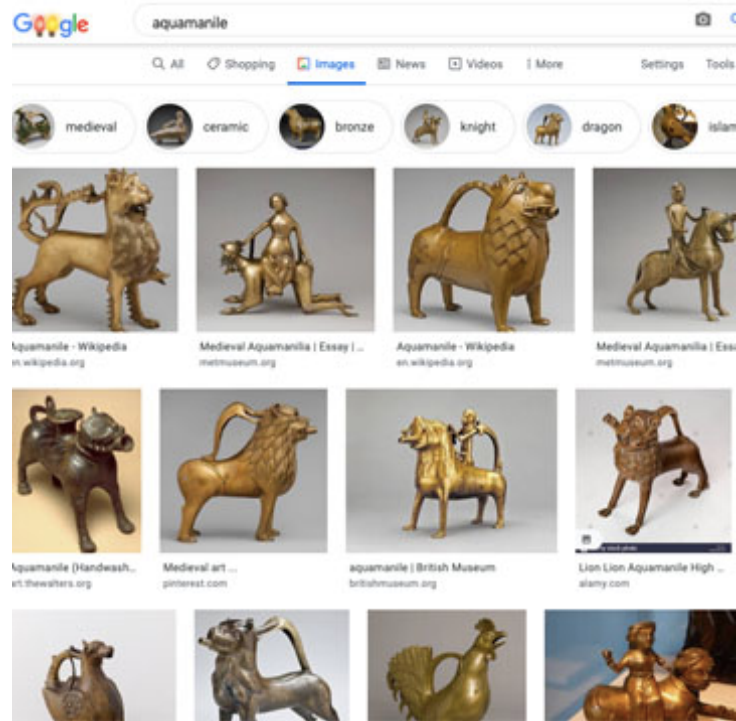 Google
aquamanile
All Shopping Images News Videos More Settings Tools
medieval ceramic bronze knight dragon islam
Aquamanile - Wikipedia
en.wikipedia.org
Medieval Aquamanilia | Essay | ...
metmuseum.org
Aquamanile - Wikipedia
en.wikipedia.org
Medieval Aquamanilia | Essa
metmuseum.org
Aquamanile (Handwash...
art.thewalters.org
Medieval art ...
pinterest.com
aquamanile | British Museum
britishmuseum.org
Lion Lion Aquamanile High ...
alamy.com